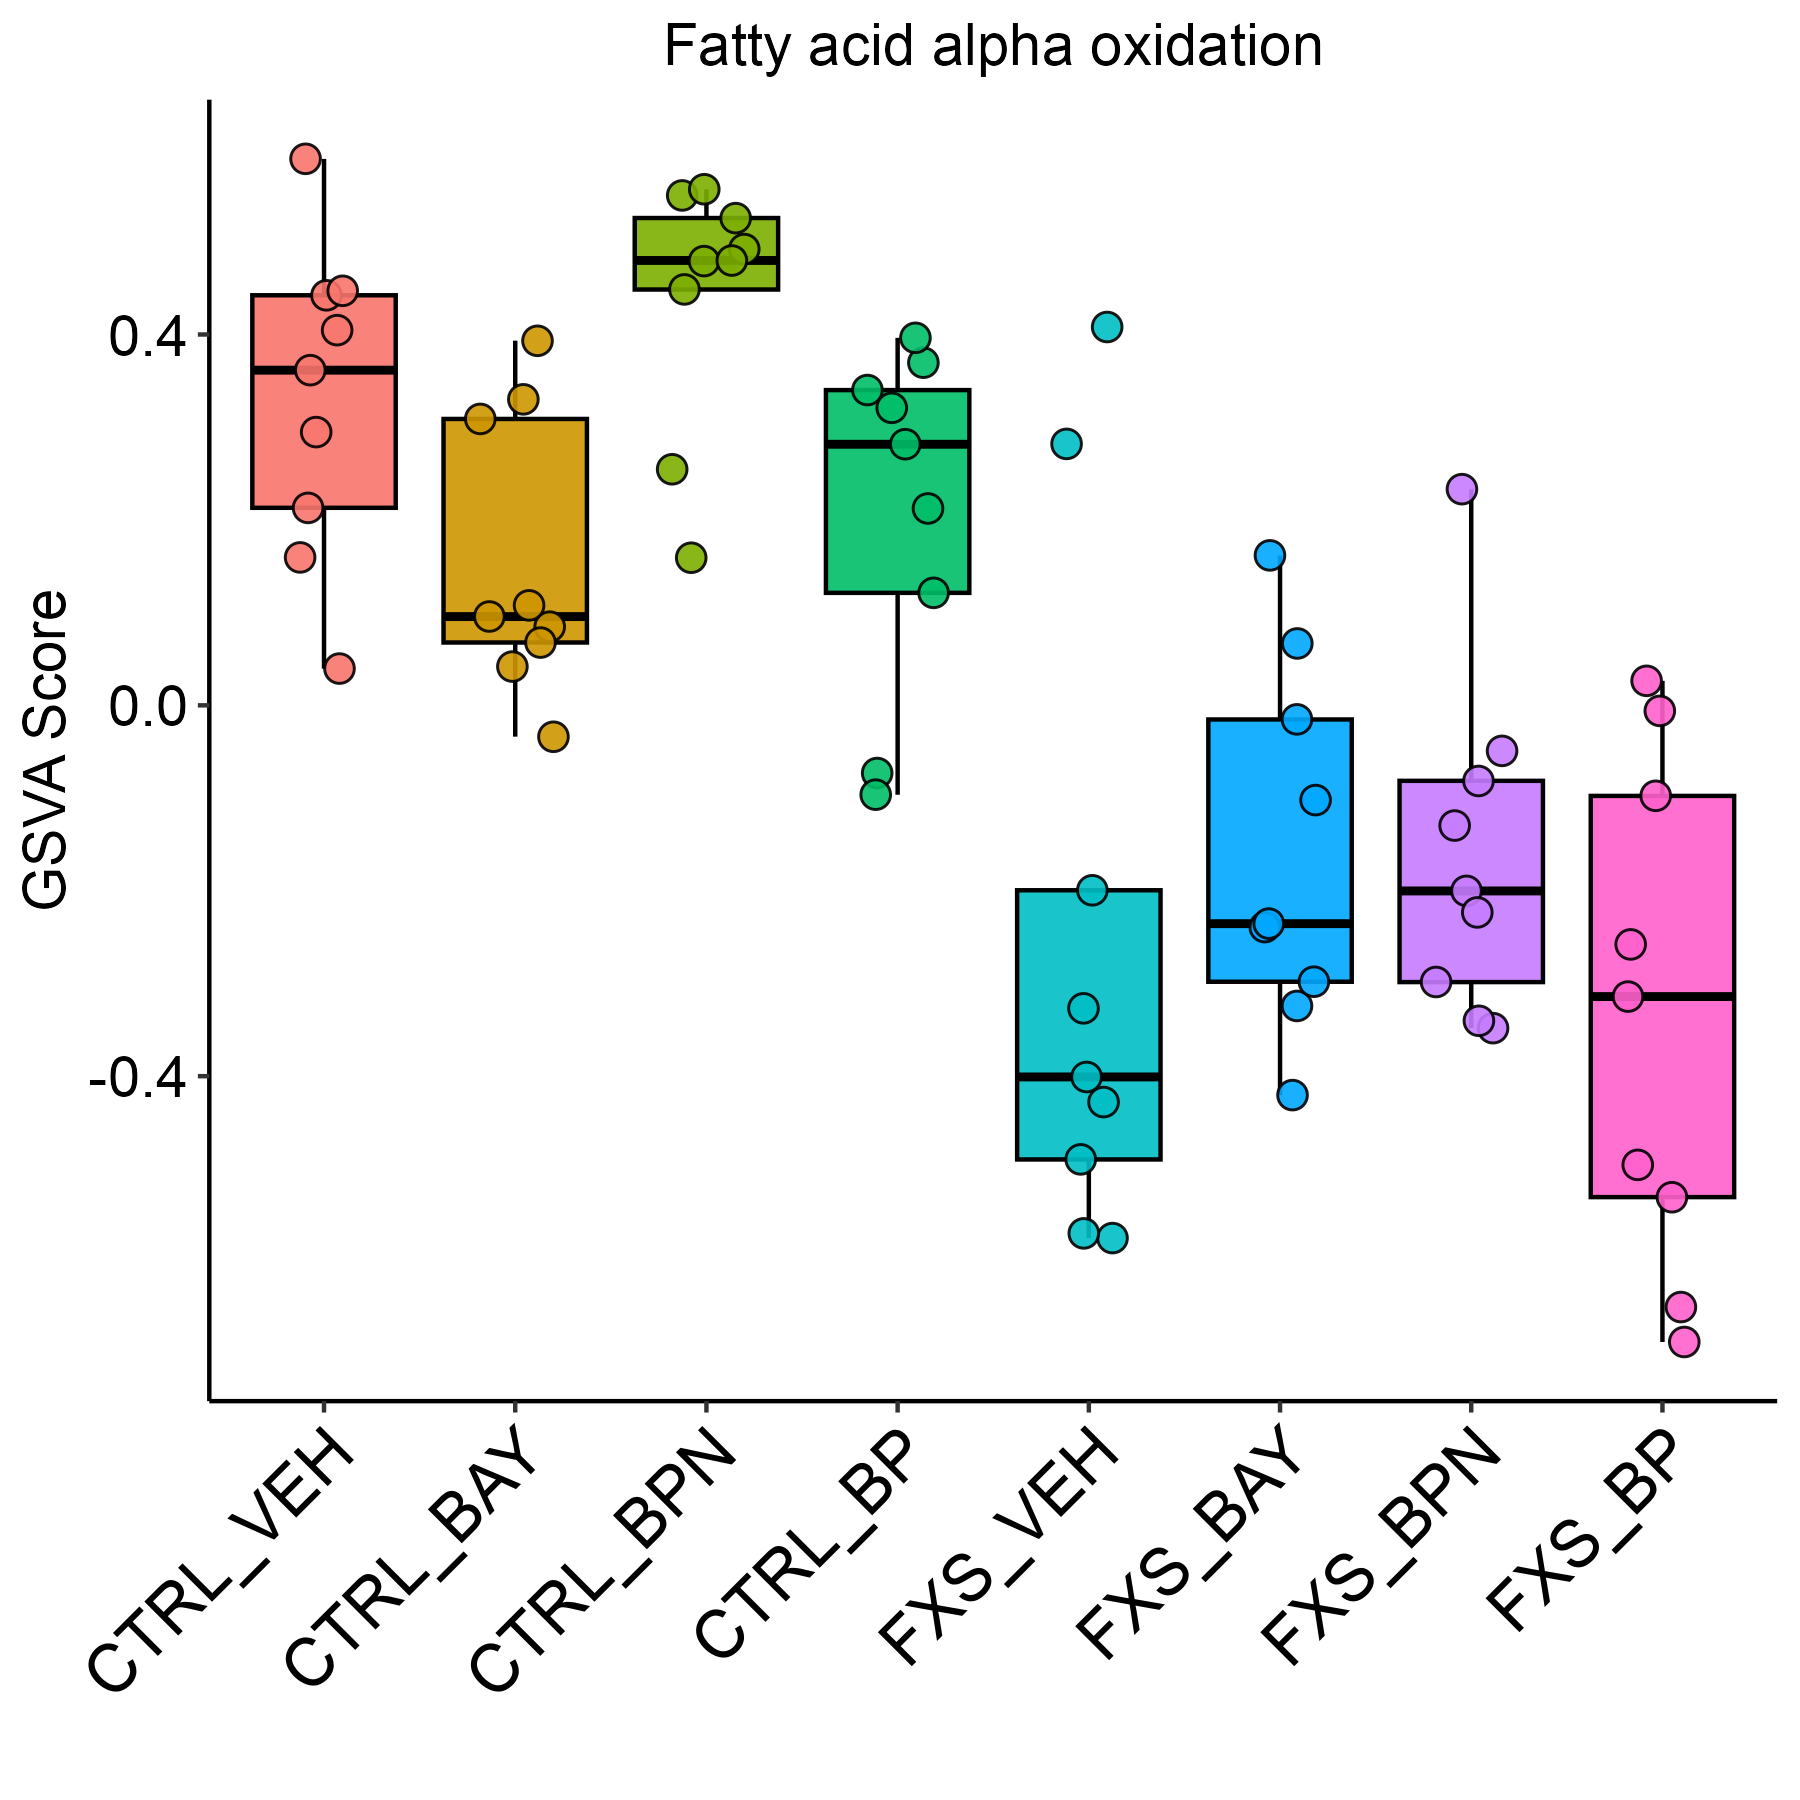 Fatty acid alpha oxidation
GSVA Score
0.4
0.0
-0.4
CTRL_VEH
CTRL_BAY
CTRL_BPN
CTRL_BP
FXS_VEH
FXS_BAY
FXS_BPN
FXS_BP